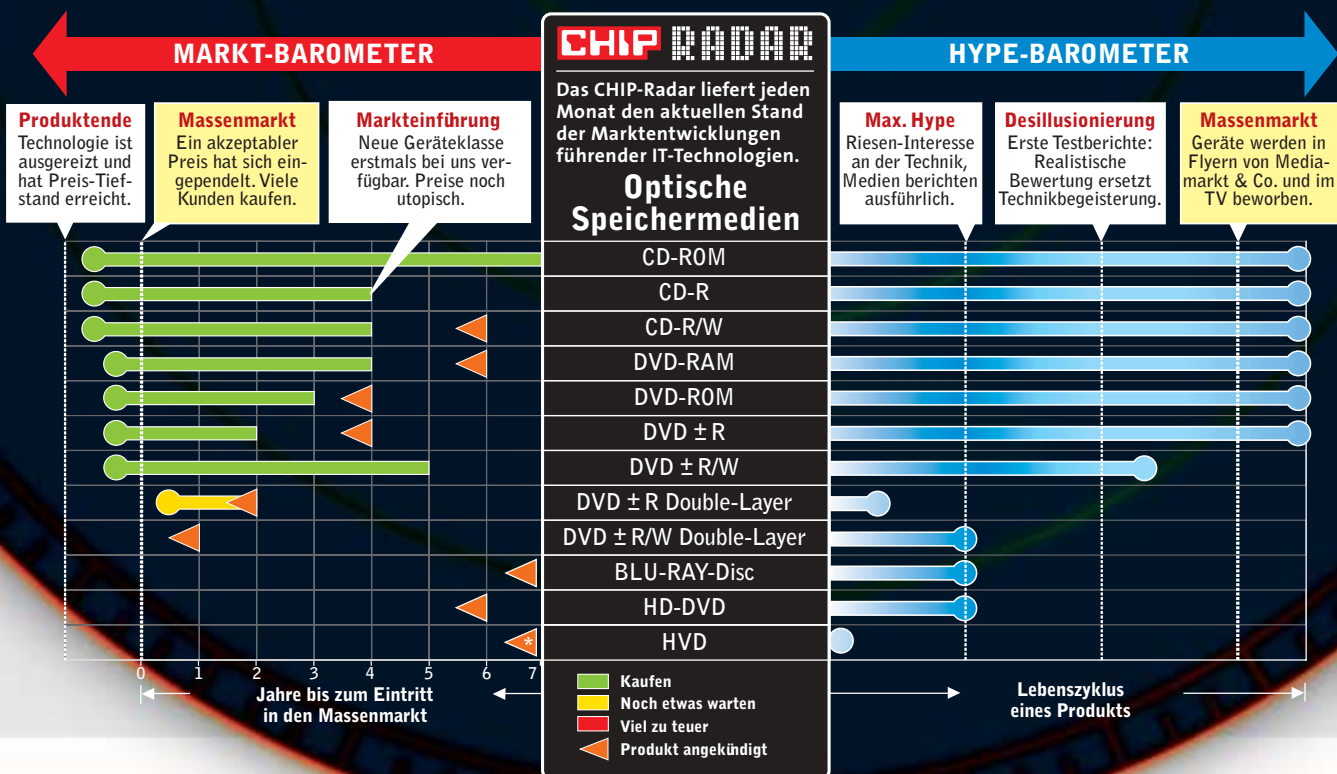 MARKT-BAROMETER
CHIP RADAR
HYPE-BAROMETER
Das CHIP-Radar liefert jeden
Monat den aktuellen Stand
der Marktentwicklungen
führender IT-Technologien.
Optische
Speichermedien
Produktende
Technologie ist
ausgereizt und
hat Preis-Tief-
stand erreicht.
Massenmarkt
Ein akzeptabler
Preis hat sich ein-
gependelt. Viele
Kunden kaufen.
Markteinführung
Neue Geräteklasse
erstmals bei uns ver-
fügbar. Preise noch
utopisch.
Max. Hype
Riesen-Interesse
an der Technik,
Medien berichten
ausführlich.
Desillusionierung
Erste Testberichte:
Realistische
Bewertung ersetzt
Technikbegeisterung.
Massenmarkt
Geräte werden in
Flyern von Media-
markt & Co. und im
TV beworben.
CD-ROM
CD-R
CD-R/W
DVD-RAM
DVD-ROM
DVD ± R
DVD ± R/W
DVD ± R Double-Layer
DVD ± R/W Double-Layer
BLU-RAY-Disc
HD-DVD
* HVD
0 1 2 3 4 5 6 7
Jahre bis zum Eintritt
in den Massenmarkt
Kaufen
Noch etwas warten
Viel zu teuer
Produkt angekündigt
Lebenszyklus
eines Produkts